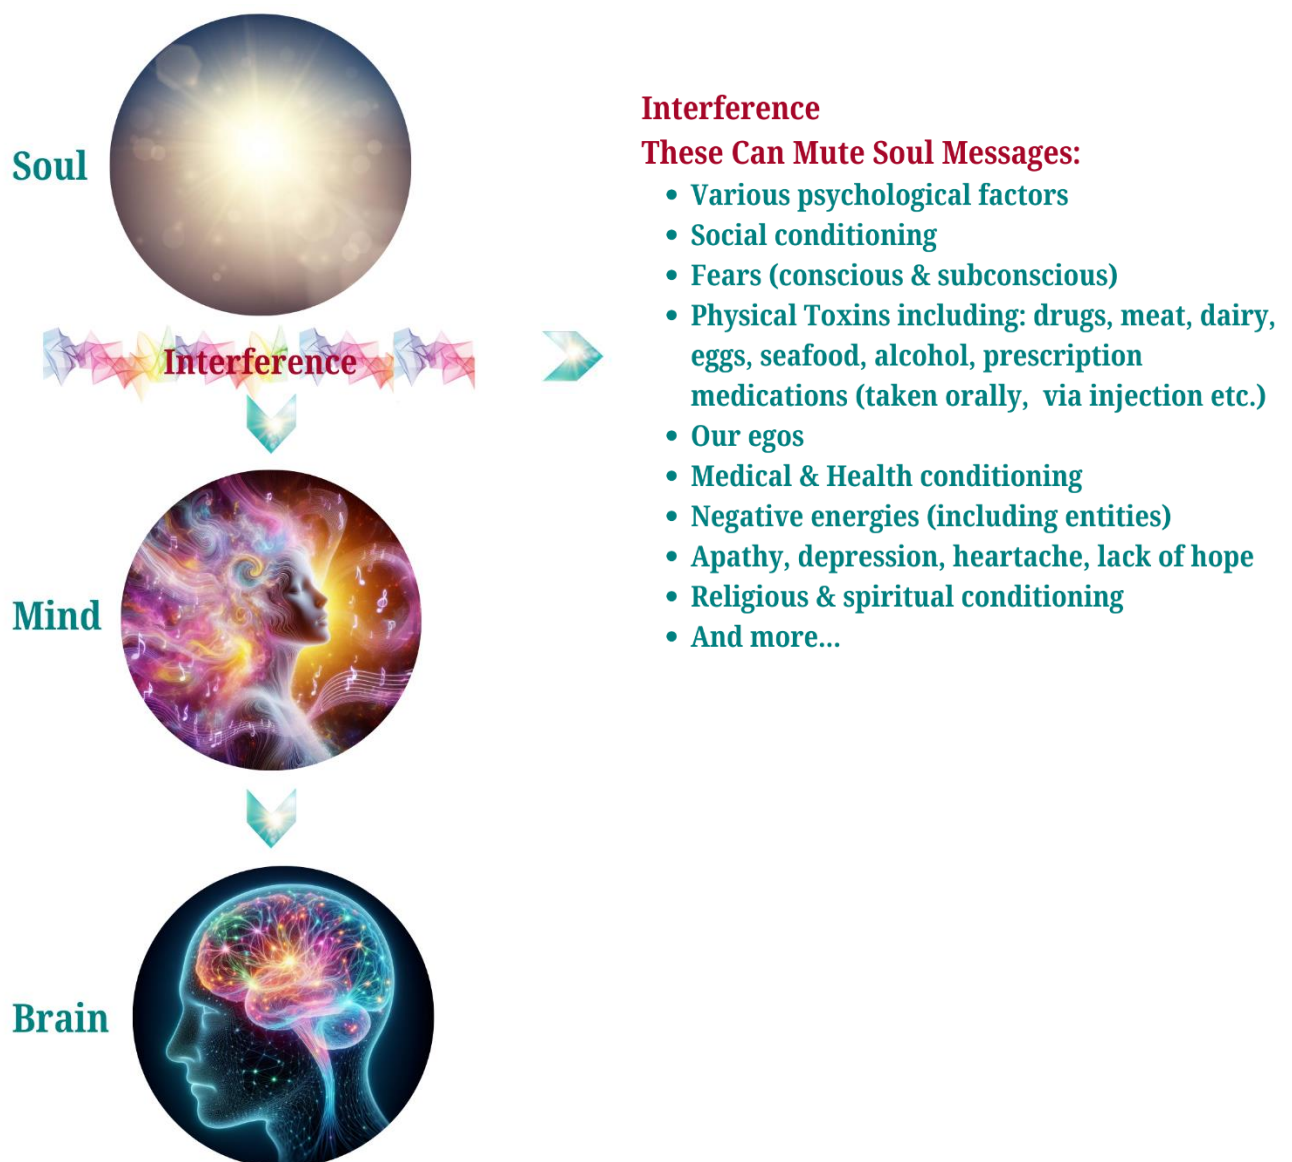 Soul
Interference
Mind
Brain
Interference
These Can Mute Soul Messages:
• Various psychological factors
• Social conditioning
• Fears (conscious & subconscious)
• Physical Toxins including: drugs, meat, dairy,
eggs, seafood, alcohol, prescription
medications (taken orally,  via injection etc.)
• Our egos
• Medical & Health conditioning
• Negative energies (including entities)
• Apathy, depression, heartache, lack of hope
• Religious & spiritual conditioning
• And more...